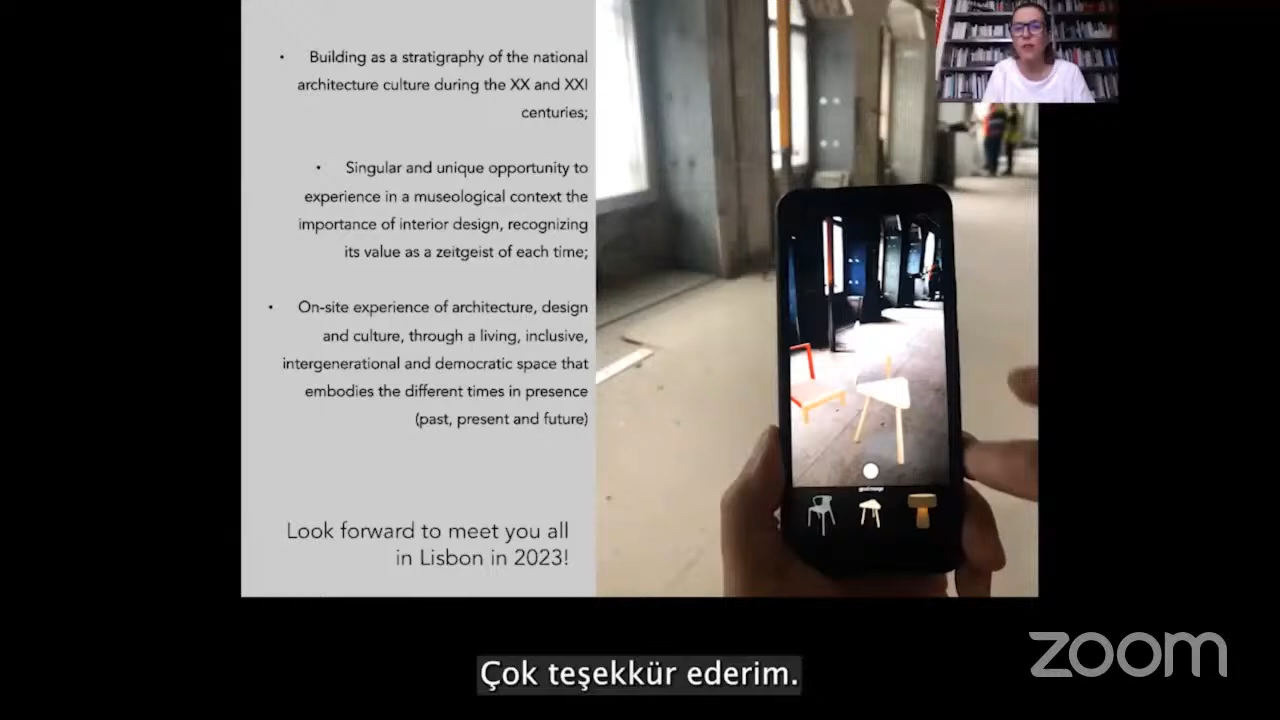 • Building as a stratigraphy of the national
architecture culture during the XX and XXI
centuries;
• Singular and unique opportunity to
experience in a museological context the
importance of interior design, recognizing
its value as a zeitgeist of each time;
• On-site experience of architecture, design
and culture, through a living, inclusive,
intergenerational and democratic space that
embodies the different times in presence
(past, present and future)
Look forward to meet you all
in Lisbon in 2023!
zoom
Çok teşekkür ederim.